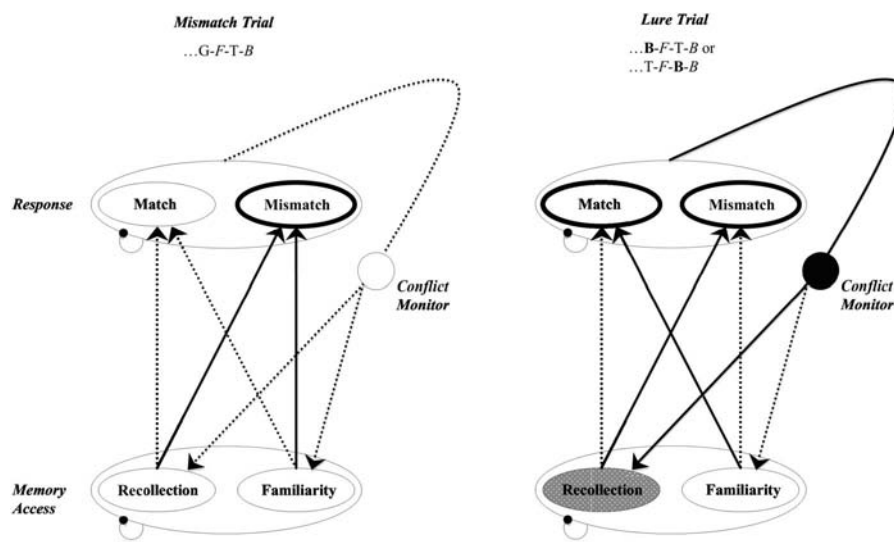 Mismatch Trial
…G-F-T-B
Response
Match
Mismatch
Conflict
Monitor
Memory
Access
Recollection
Familiarity
Lure Trial
…B-F-T-B or
…T-F-B-B
Match
Mismatch
Conflict
Monitor
Recollection
Familiarity